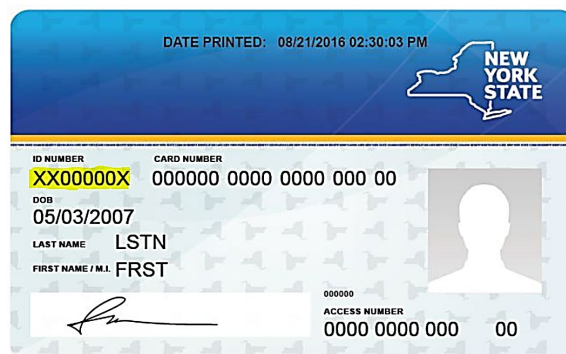 DATE PRINTED: 08/21/2016 02:30:03 PM
NEW
YORK
STATE
ID NUMBER CARD NUMBER
XX00000X 000000 0000 0000 000 00
DOB
05/03/2007
LAST NAME LSTN
FIRST NAME / M.I. FRST
000000
ACCESS NUMBER
0000 0000 000 00